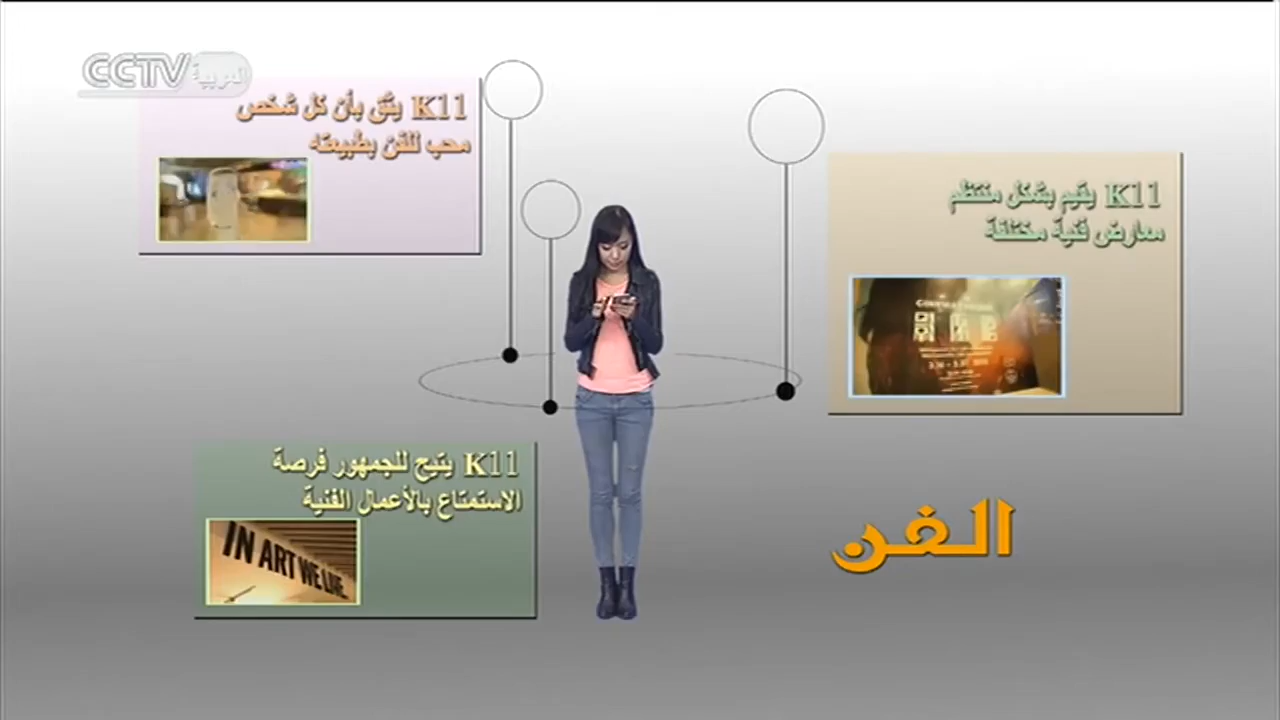 CCTV العربية
K11 يثق بأن كل شخص
محب للفن بطبيعته
K11 يقيم بشكل منتظم
معارض فنية مختلفة
K11 يتيح للجمهور فرصة
الاستمتاع بالأعمال الفنية
IN ART WE LIVE
الفن